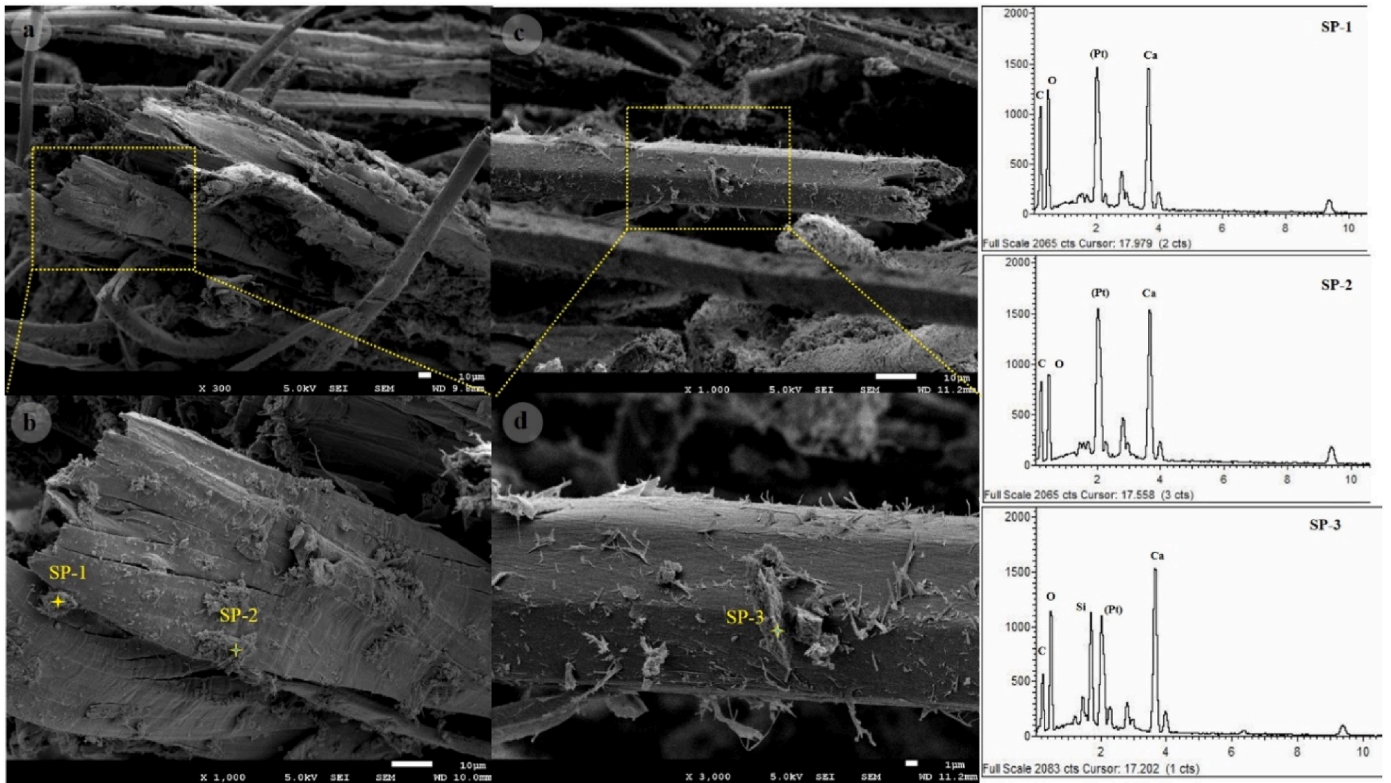 a
10µm
X 300 5.0kV SEI SEM WD 9.8mm
c
10µm
X 1,000 5.0kV SEI SEM WD 11.2mm
b
SP-1
SP-2
10µm
X 1,000 5.0kV SEI SEM WD 10.0mm
d
SP-3
1µm
X 3,000 5.0kV SEI SEM WD 11.2mm
SP-1
2000
1500
1000
500
0
C
O
(Pt)
Ca
2 4 6 8 10
Full Scale 2065 cts Cursor: 17.979 (2 cts)
SP-2
2000
1500
1000
500
0
C
O
(Pt)
Ca
2 4 6 8 10
Full Scale 2065 cts Cursor: 17.558 (3 cts)
SP-3
2000
1500
1000
500
0
C
O
Si
(Pt)
Ca
2 4 6 8 10
Full Scale 2083 cts Cursor: 17.202 (1 cts)